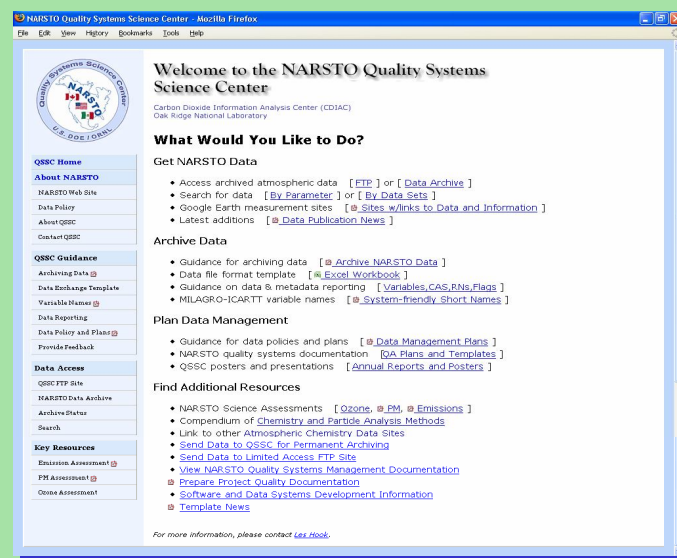 NARSTO Quality Systems Science Center - Mozilla Firefox
File Edit View History Bookmarks Tools Help
Quality Systems Science Center
NARSTO
U.S. DOE / ORNL
QSSC Home
About NARSTO
NARSTO Web Site
Data Policy
About QSSC
Contact QSSC
QSSC Guidance
Archiving Data
Data Exchange Template
Variable Names
Data Reporting
Data Policy and Plans
Provide Feedback
Data Access
QSSC FTP Site
NARSTO Data Archive
Archive Status
Search
Key Resources
Emission Assessment
PM Assessment
Ozone Assessment
Welcome to the NARSTO Quality Systems
Science Center
Carbon Dioxide Information Analysis Center (CDIAC)
Oak Ridge National Laboratory
What Would You Like to Do?
Get NARSTO Data
Access archived atmospheric data [ FTP ] or [ Data Archive ]
Search for data [ By Parameter ] or [ By Data Sets ]
Google Earth measurement sites [ Sites w/links to Data and Information ]
Latest additions [ Data Publication News ]
Archive Data
Guidance for archiving data [ Archive NARSTO Data ]
Data file format template [ Excel Workbook ]
Guidance on data & metadata reporting [ Variables,CAS,RNs,Flags ]
MILAGRO-ICARTT variable names [ System-friendly Short Names ]
Plan Data Management
Guidance for data policies and plans [ Data Management Plans ]
NARSTO quality systems documentation [QA Plans and Templates ]
QSSC posters and presentations [ Annual Reports and Posters ]
Find Additional Resources
NARSTO Science Assessments [ Ozone, PM, Emissions ]
Compendium of Chemistry and Particle Analysis Methods
Link to other Atmospheric Chemistry Data Sites
Send Data to QSSC for Permanent Archiving
Send Data to Limited Access FTP Site
View NARSTO Quality Systems Management Documentation
Prepare Project Quality Documentation
Software and Data Systems Development Information
Template News
For more information, please contact Les Hook.